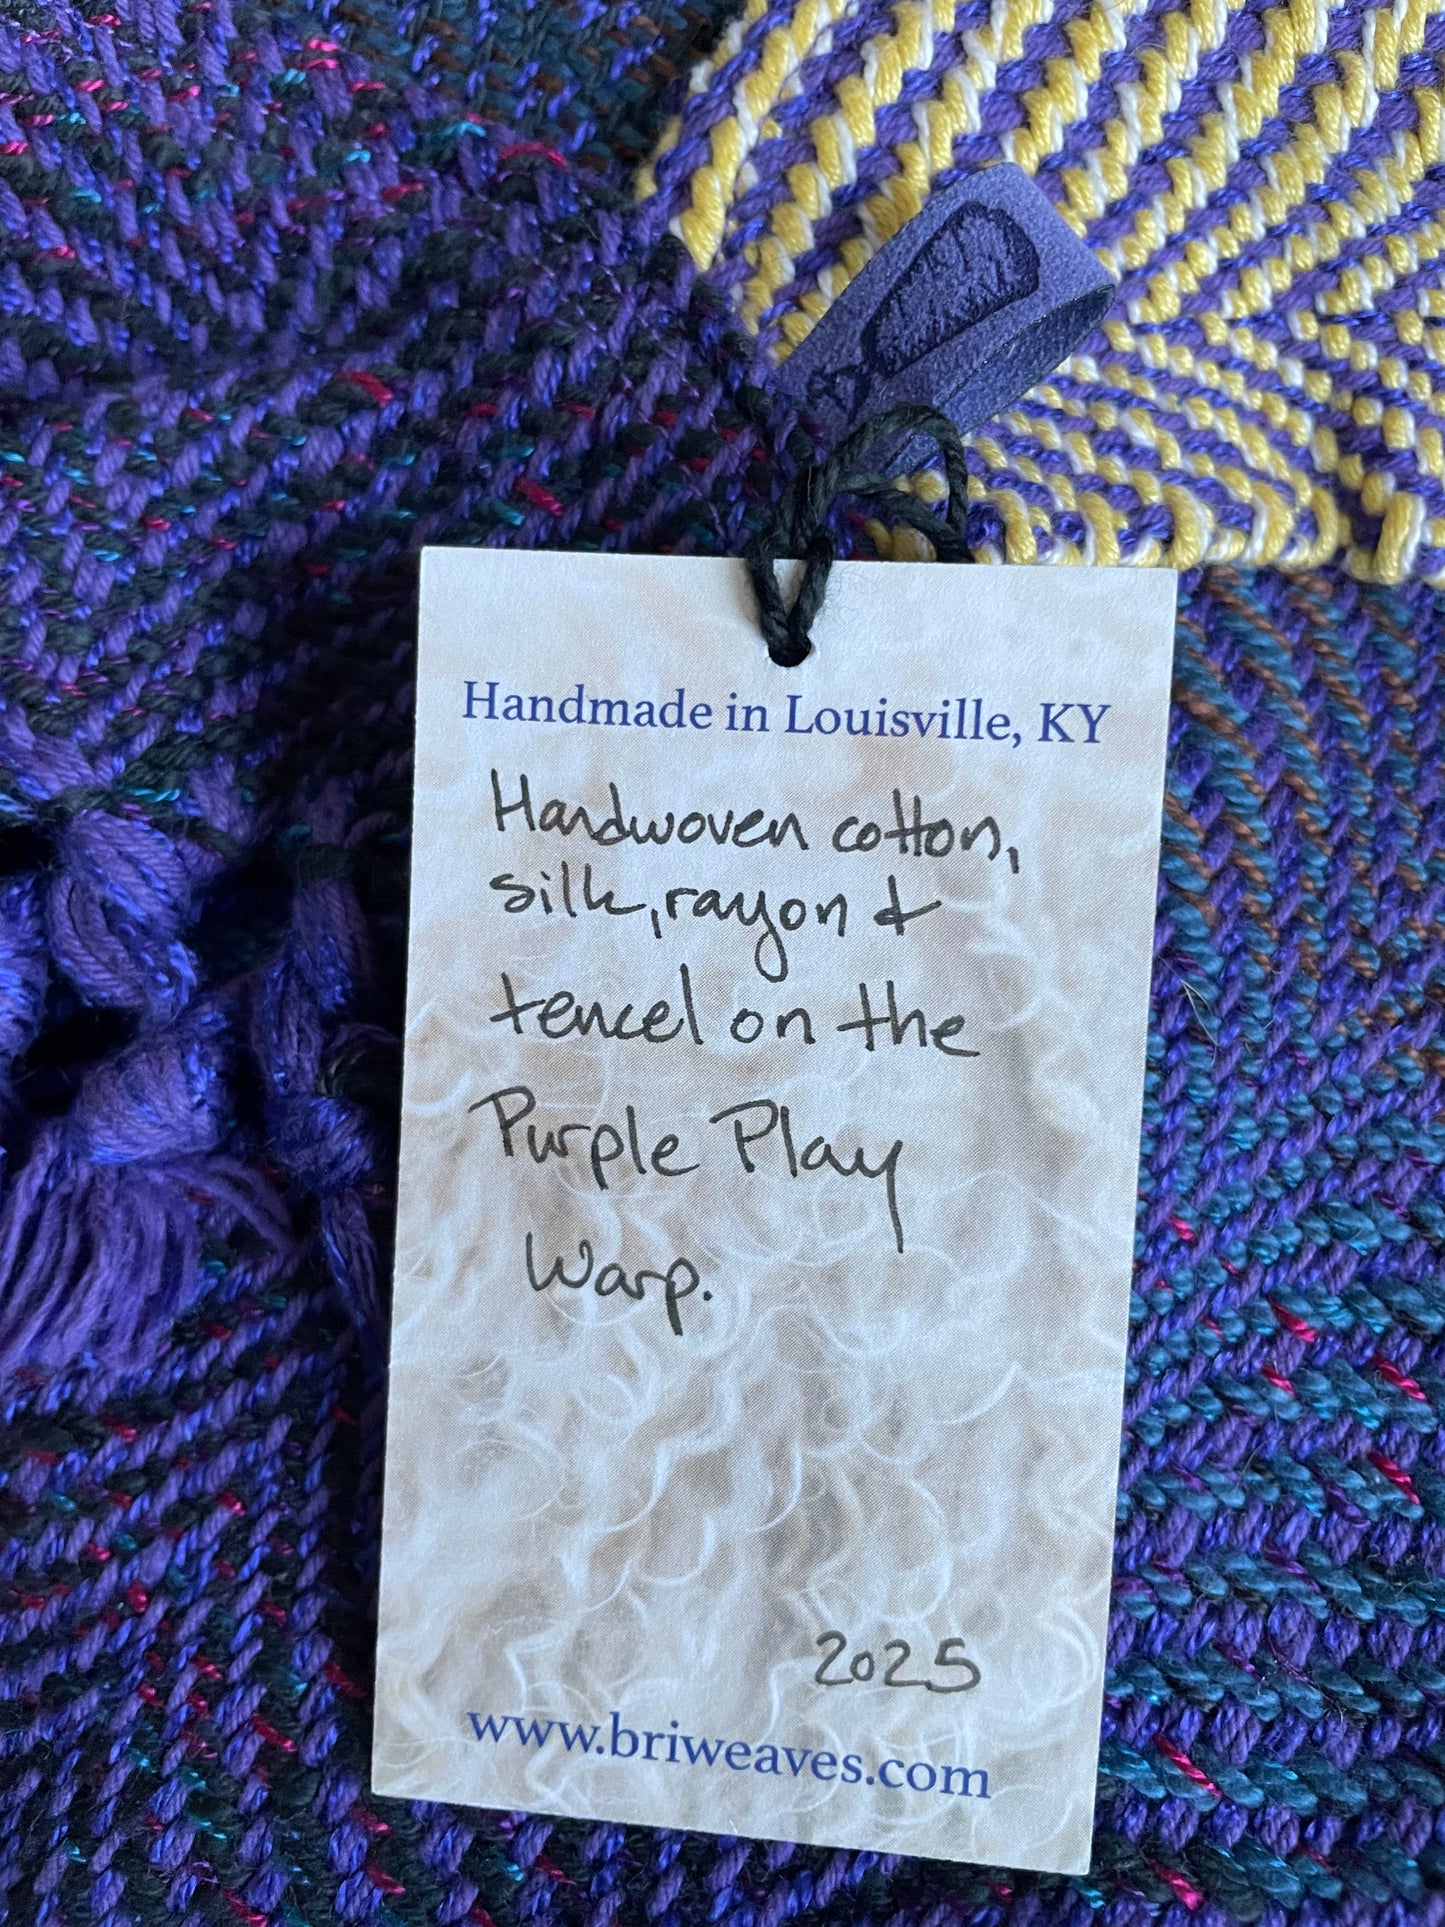 Handmade in Louisville, KY
Handwoven cotton,
silk, rayon &
tencel on the
Purple Play
Warp.
2025
www.briweaves.com